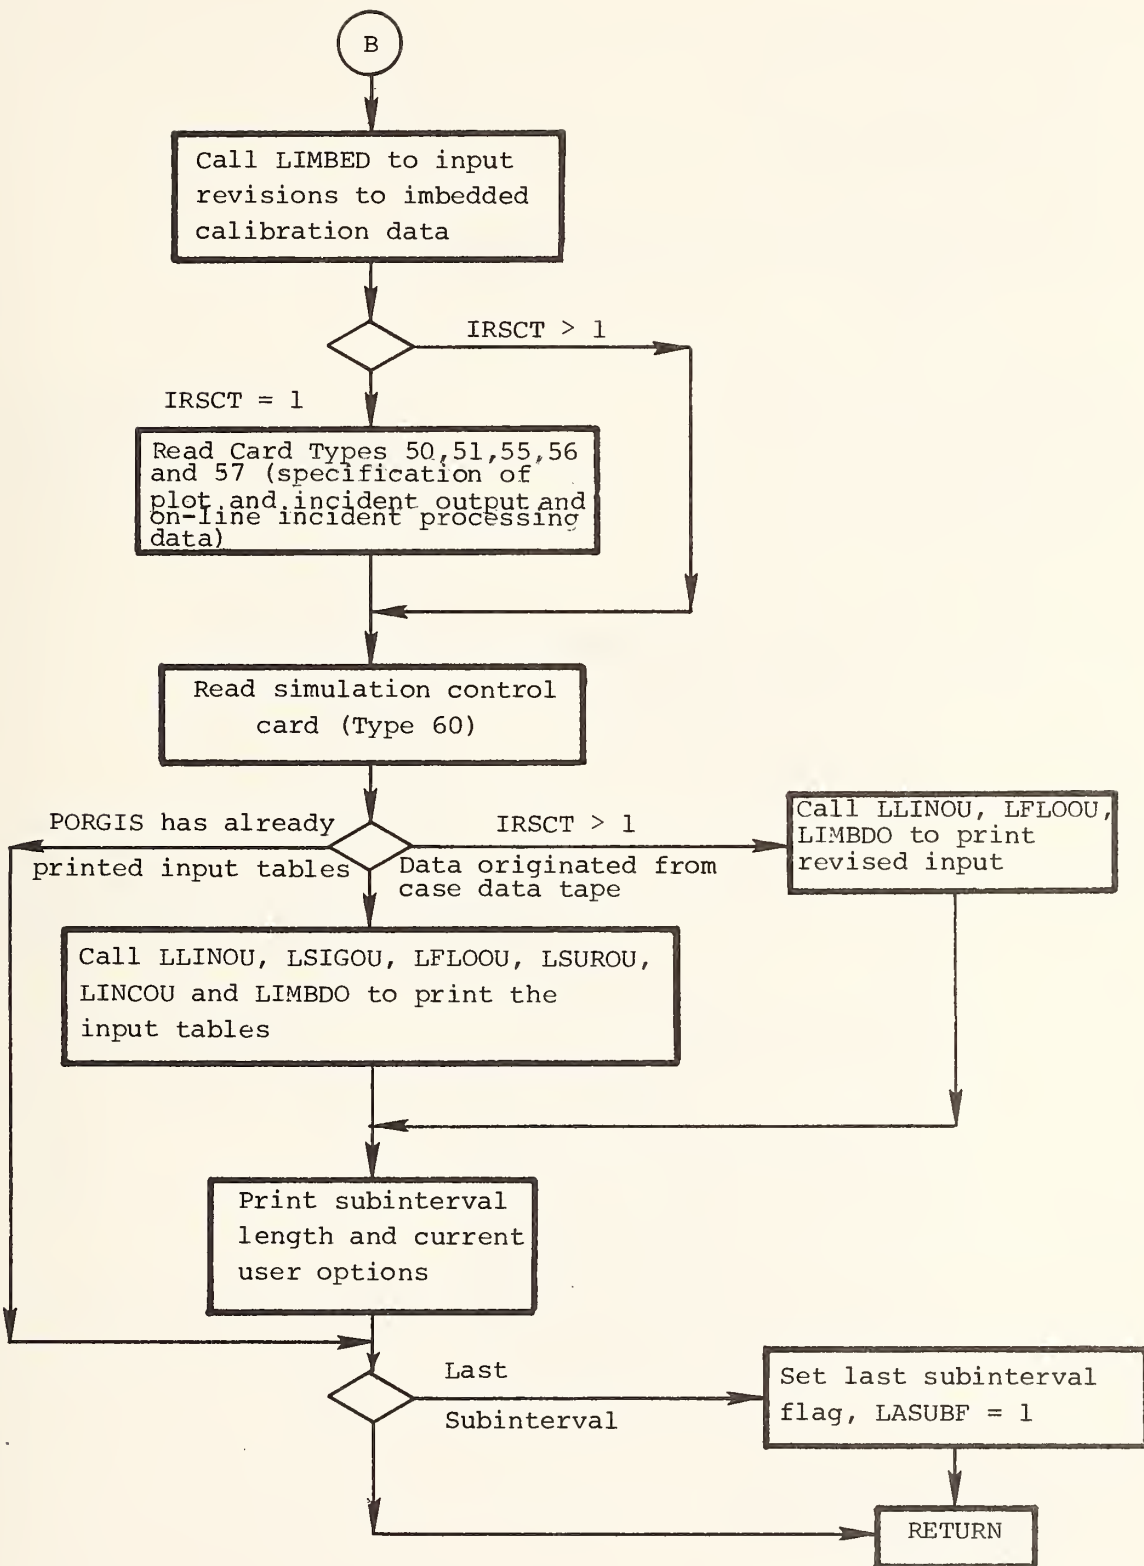 B
Call LIMBED to input
revisions to imbedded
calibration data
IRSCT > 1
IRSCT = 1
Read Card Types 50,51,55,56
and 57 (specification of
plot and incident output and
on-line incident processing
data)
Read simulation control
card (Type 60)
PORGIS has already
printed input tables
IRSCT > 1
Data originated from
case data tape
Call LLINOU, LFLOOU,
LIMBDO to print
revised input
Call LLINOU, LSIGOU, LFLOOU, LSUROU,
LINCOU and LIMBDO to print the
input tables
Print subinterval
length and current
user options
Last
Subinterval
Set last subinterval
flag, LASUBF = 1
RETURN